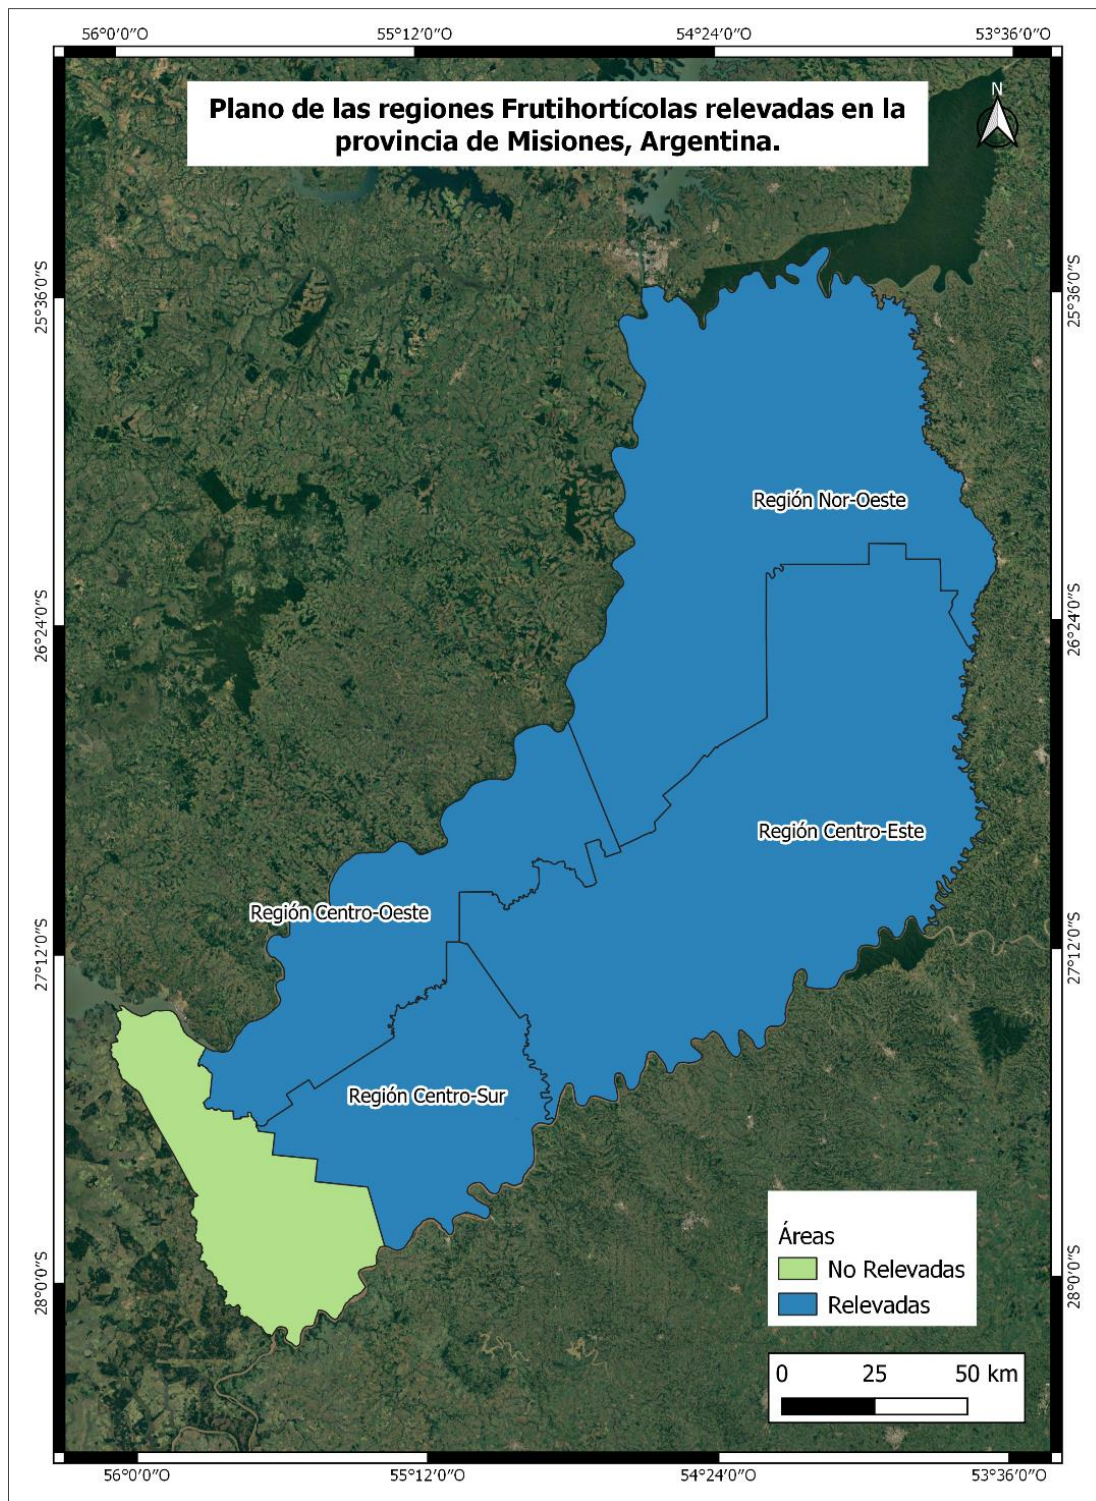 56°0′0″O 55°12′0″O 54°24′0″O 53°36′0″O
Plano de las regiones Frutihortícolas relevadas en la
provincia de Misiones, Argentina.
N
25°36′0″S 25°36′0″S
Región Nor-Oeste
26°24′0″S 26°24′0″S
Región Centro-Este
Región Centro-Oeste
27°12′0″S 27°12′0″S
Región Centro-Sur
28°0′0″S 28°0′0″S
Áreas
No Relevadas
Relevadas
0 25 50 km
56°0′0″O 55°12′0″O 54°24′0″O 53°36′0″O